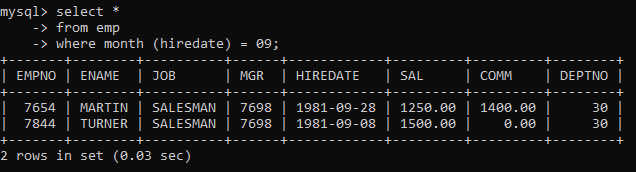 mysql> select *
    -> from emp
    -> where month (hiredate) = 09;
+-------+--------+----------+------+------------+---------+---------+--------+
| EMPNO | ENAME | JOB | MGR | HIREDATE | SAL | COMM | DEPTNO |
+-------+--------+----------+------+------------+---------+---------+--------+
| 7654 | MARTIN | SALESMAN | 7698 | 1981-09-28 | 1250.00 | 1400.00 | 30 |
| 7844 | TURNER | SALESMAN | 7698 | 1981-09-08 | 1500.00 | 0.00 | 30 |
+-------+--------+----------+------+------------+---------+---------+--------+
2 rows in set (0.03 sec)